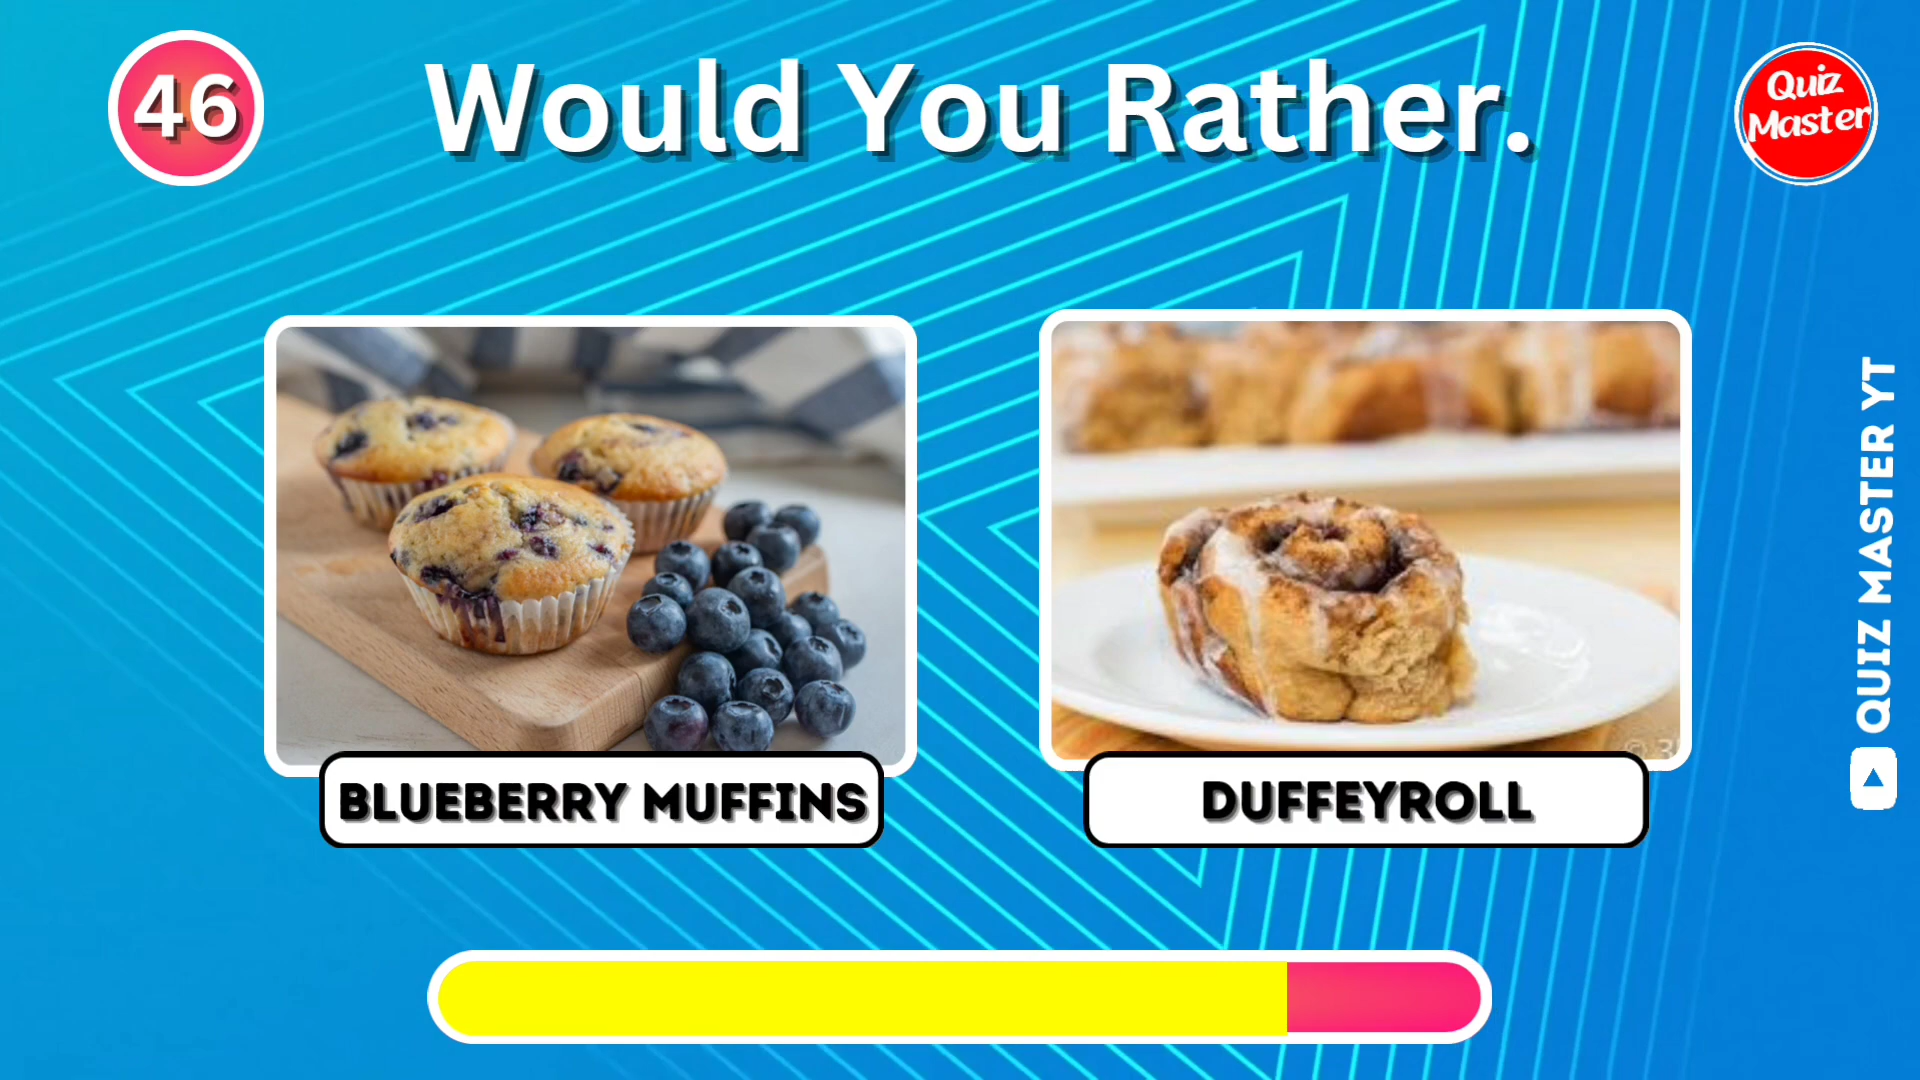 46
Would You Rather.
Quiz
Master
BLUEBERRY MUFFINS
DUFFEYROLL
QUIZ MASTER YT